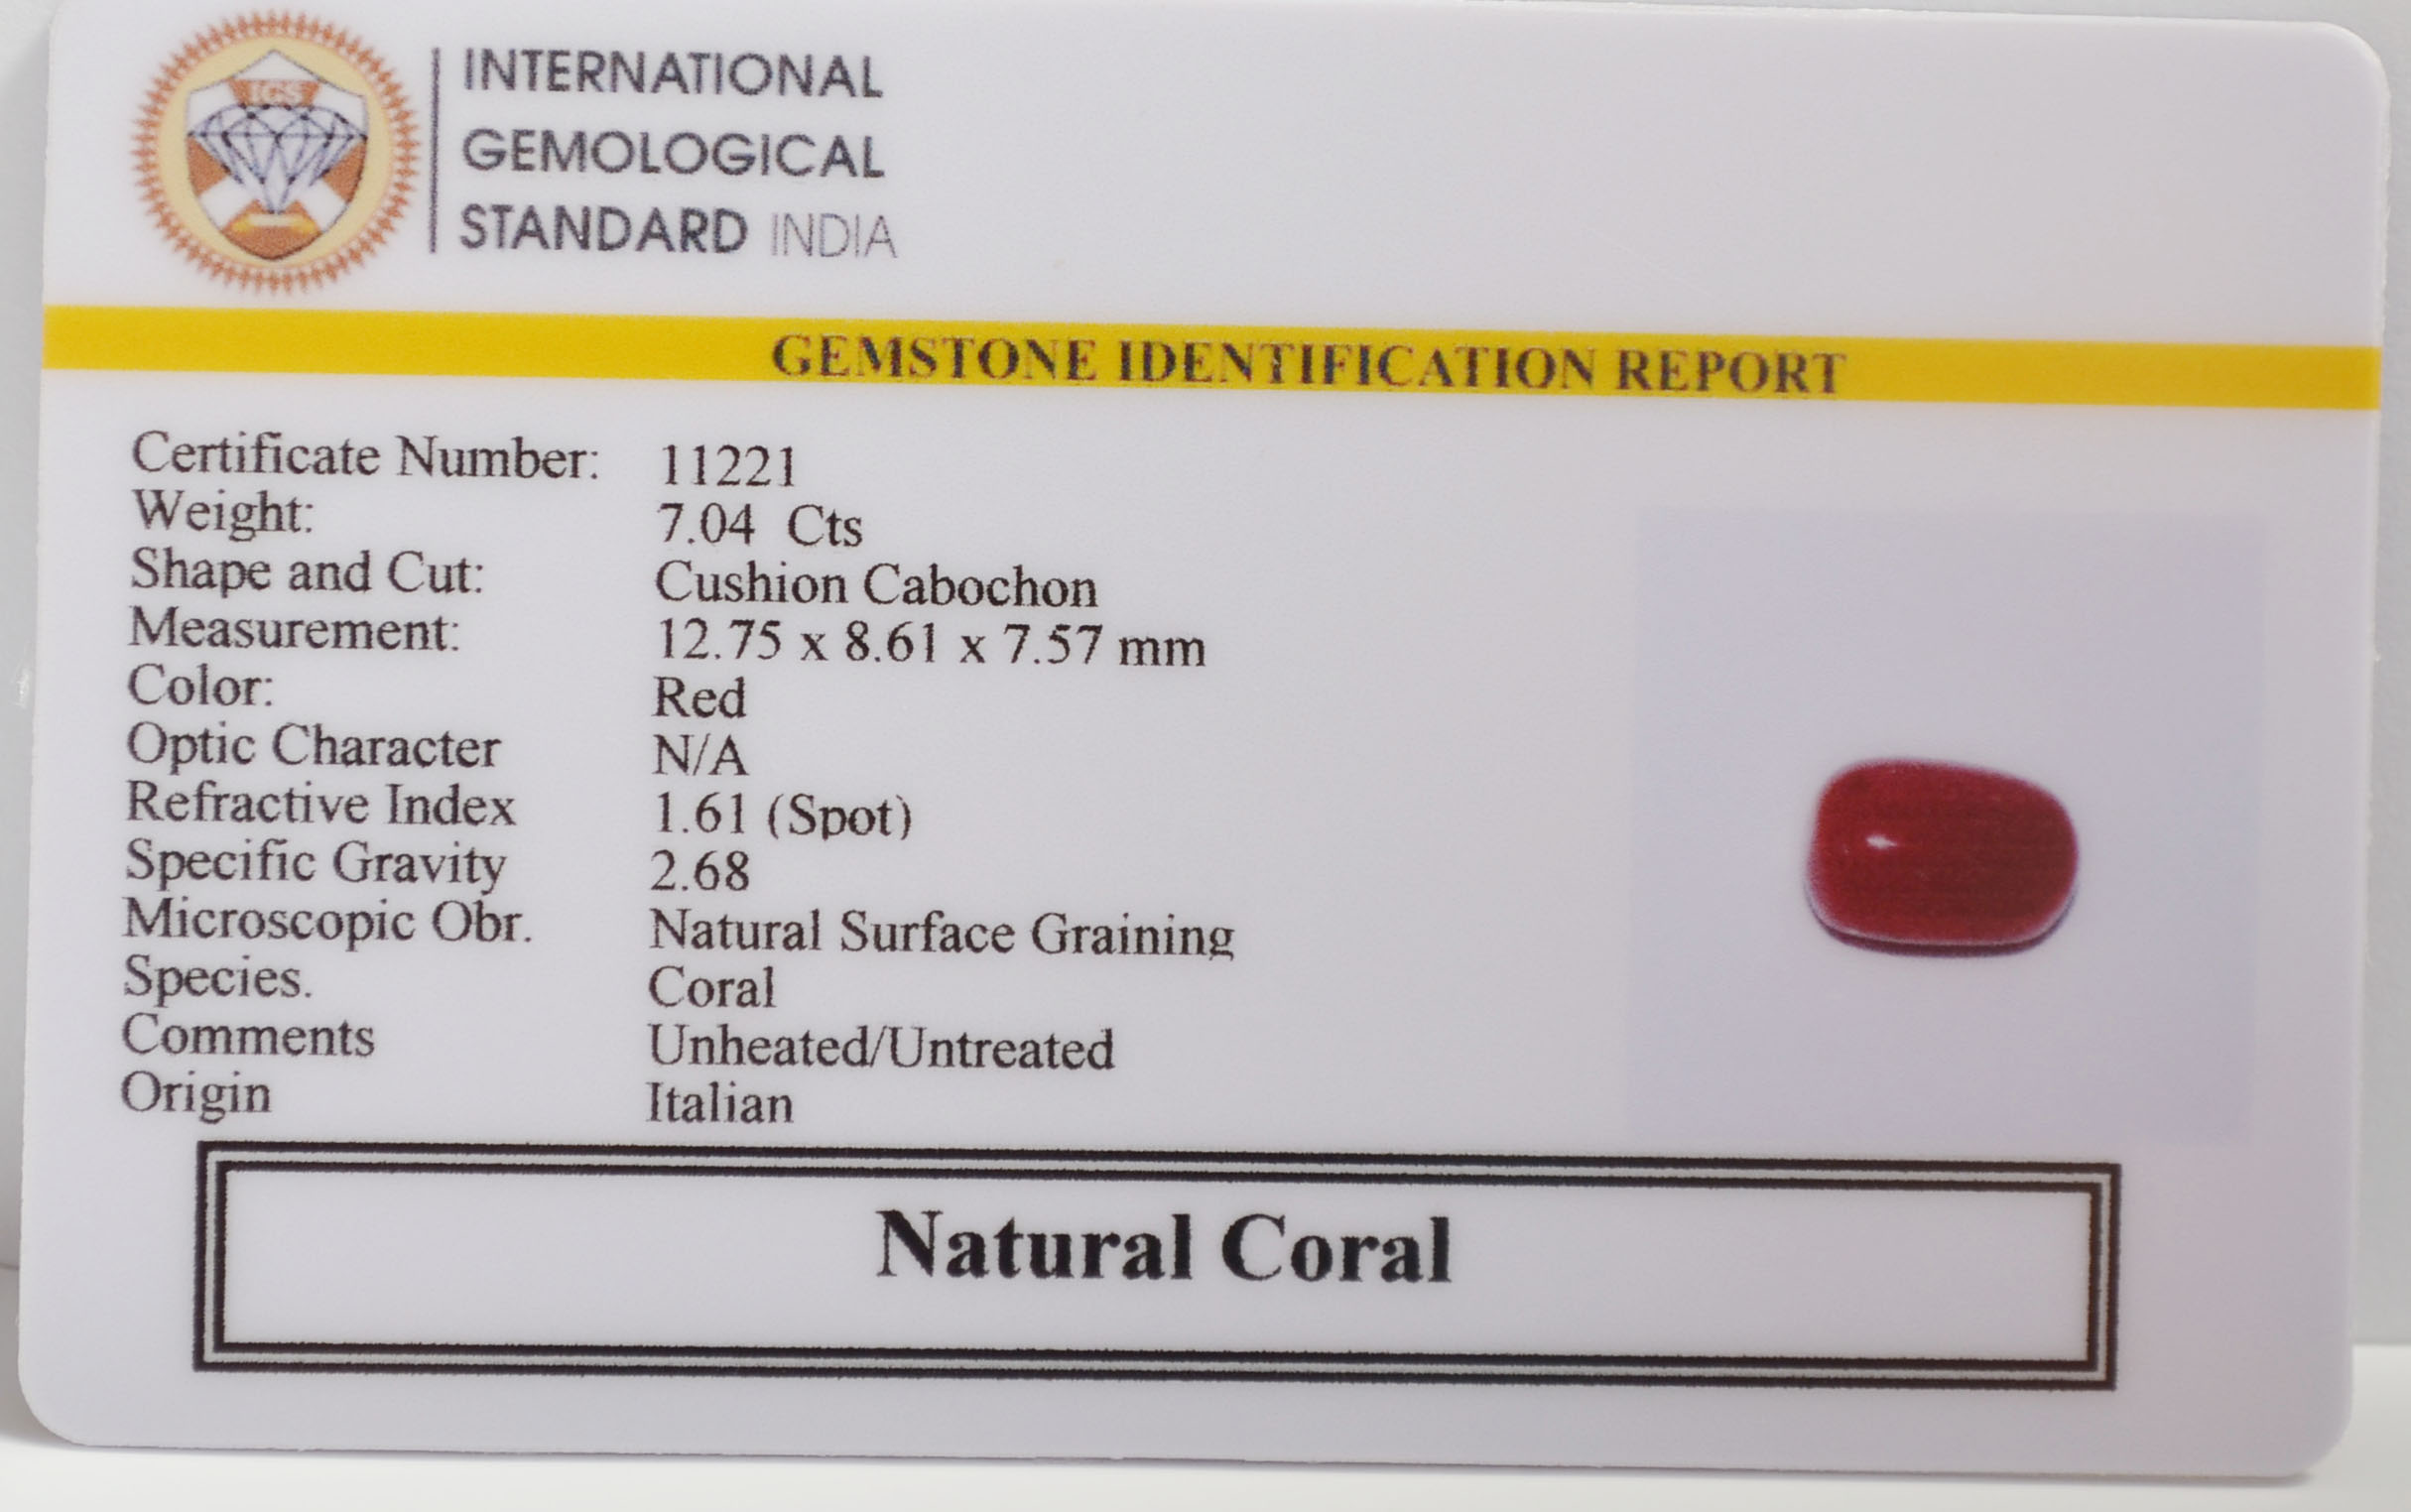 IGS
INTERNATIONAL
GEMOLOGICAL
STANDARD INDIA
GEMSTONE IDENTIFICATION REPORT
Certificate Number: 11221
Weight: 7.04 Cts
Shape and Cut: Cushion Cabochon
Measurement: 12.75 x 8.61 x 7.57 mm
Color: Red
Optic Character N/A
Refractive Index 1.61 (Spot)
Specific Gravity 2.68
Microscopic Obr. Natural Surface Graining
Species. Coral
Comments Unheated/Untreated
Origin Italian
Natural Coral